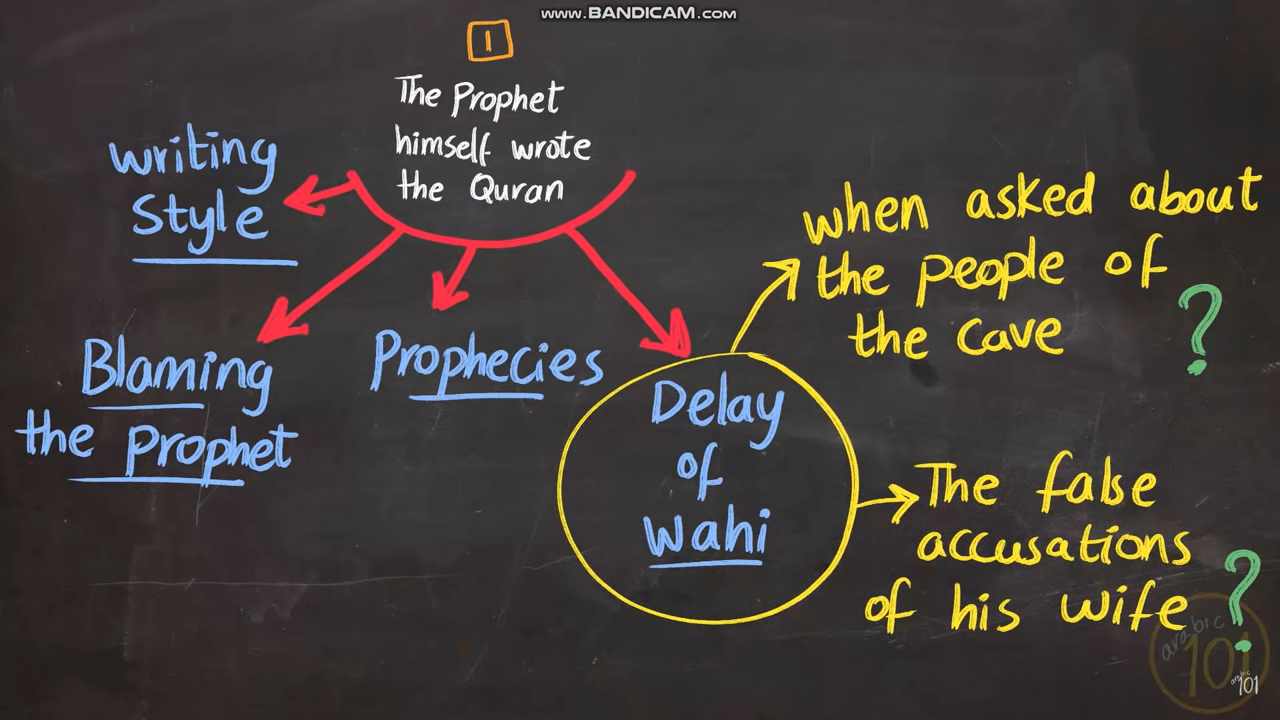 www.BANDICAM.com
1
The Prophet
himself wrote
the Quran
writing
Style
Blaming
the Prophet
Prophecies
Delay
of
Wahi
when asked about
the people of
the cave
?
The false
accusations
of his wife
?
arabic
101
arabic
101